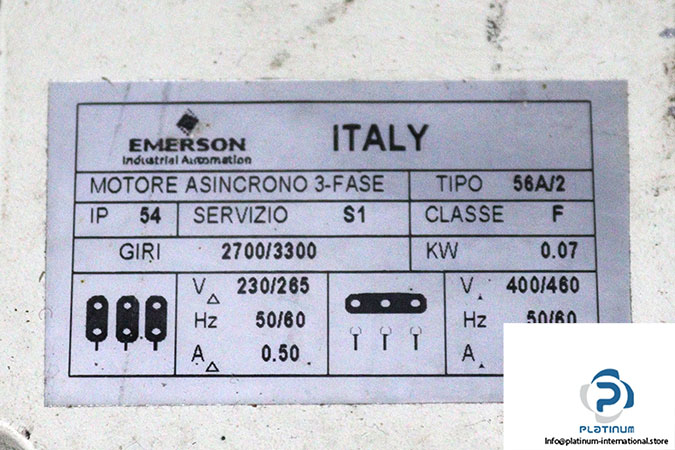 EMERSON
Industrial Automation
ITALY
MOTORE ASINCRONO 3-FASE
TIPO 56A/2
IP 54
SERVIZIO S1
CLASSE F
GIRI 2700/3300
KW 0.07
V△ 230/265
Hz 50/60
A△ 0.50
V 400/460
Hz 50/60
A
PLATINUM
Info@platinum-international.store